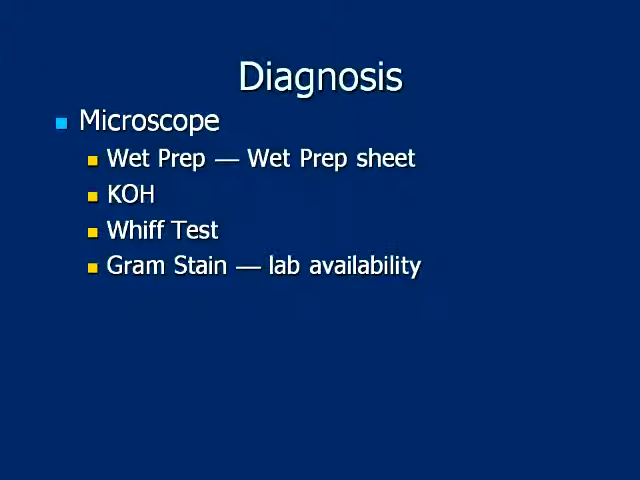 Diagnosis
Microscope
Wet Prep — Wet Prep sheet
KOH
Whiff Test
Gram Stain — lab availability